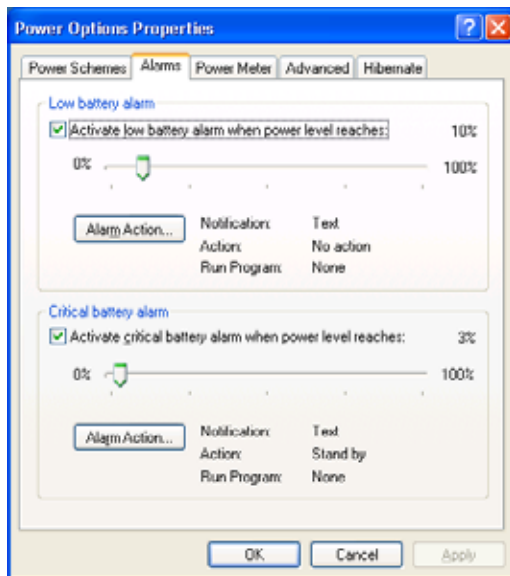 Power Options Properties
Power Schemes Alarms Power Meter Advanced Hibernate
Low battery alarm
Activate low battery alarm when power level reaches: 10%
0% 100%
Alarm Action... Notification: Text
Action: No action
Run Program: None
Critical battery alarm
Activate critical battery alarm when power level reaches: 3%
0% 100%
Alarm Action... Notification: Text
Action: Stand by
Run Program: None
OK Cancel Apply